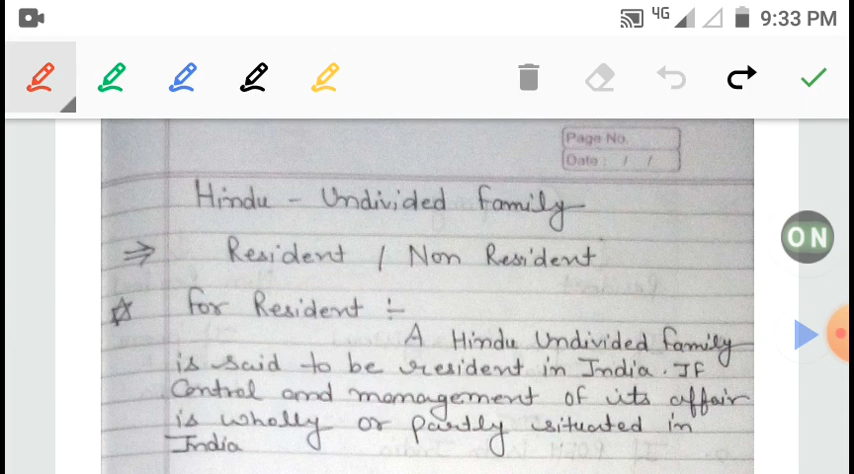 4G 9:33 PM
Page No.
Date: / /
Hindu - Undivided family
⇒ Resident / Non Resident
☆ for Resident :-
A Hindu Undivided family
is said to be resident in India. If
Control and management of its affair
is wholly or partly situated in
India
ON